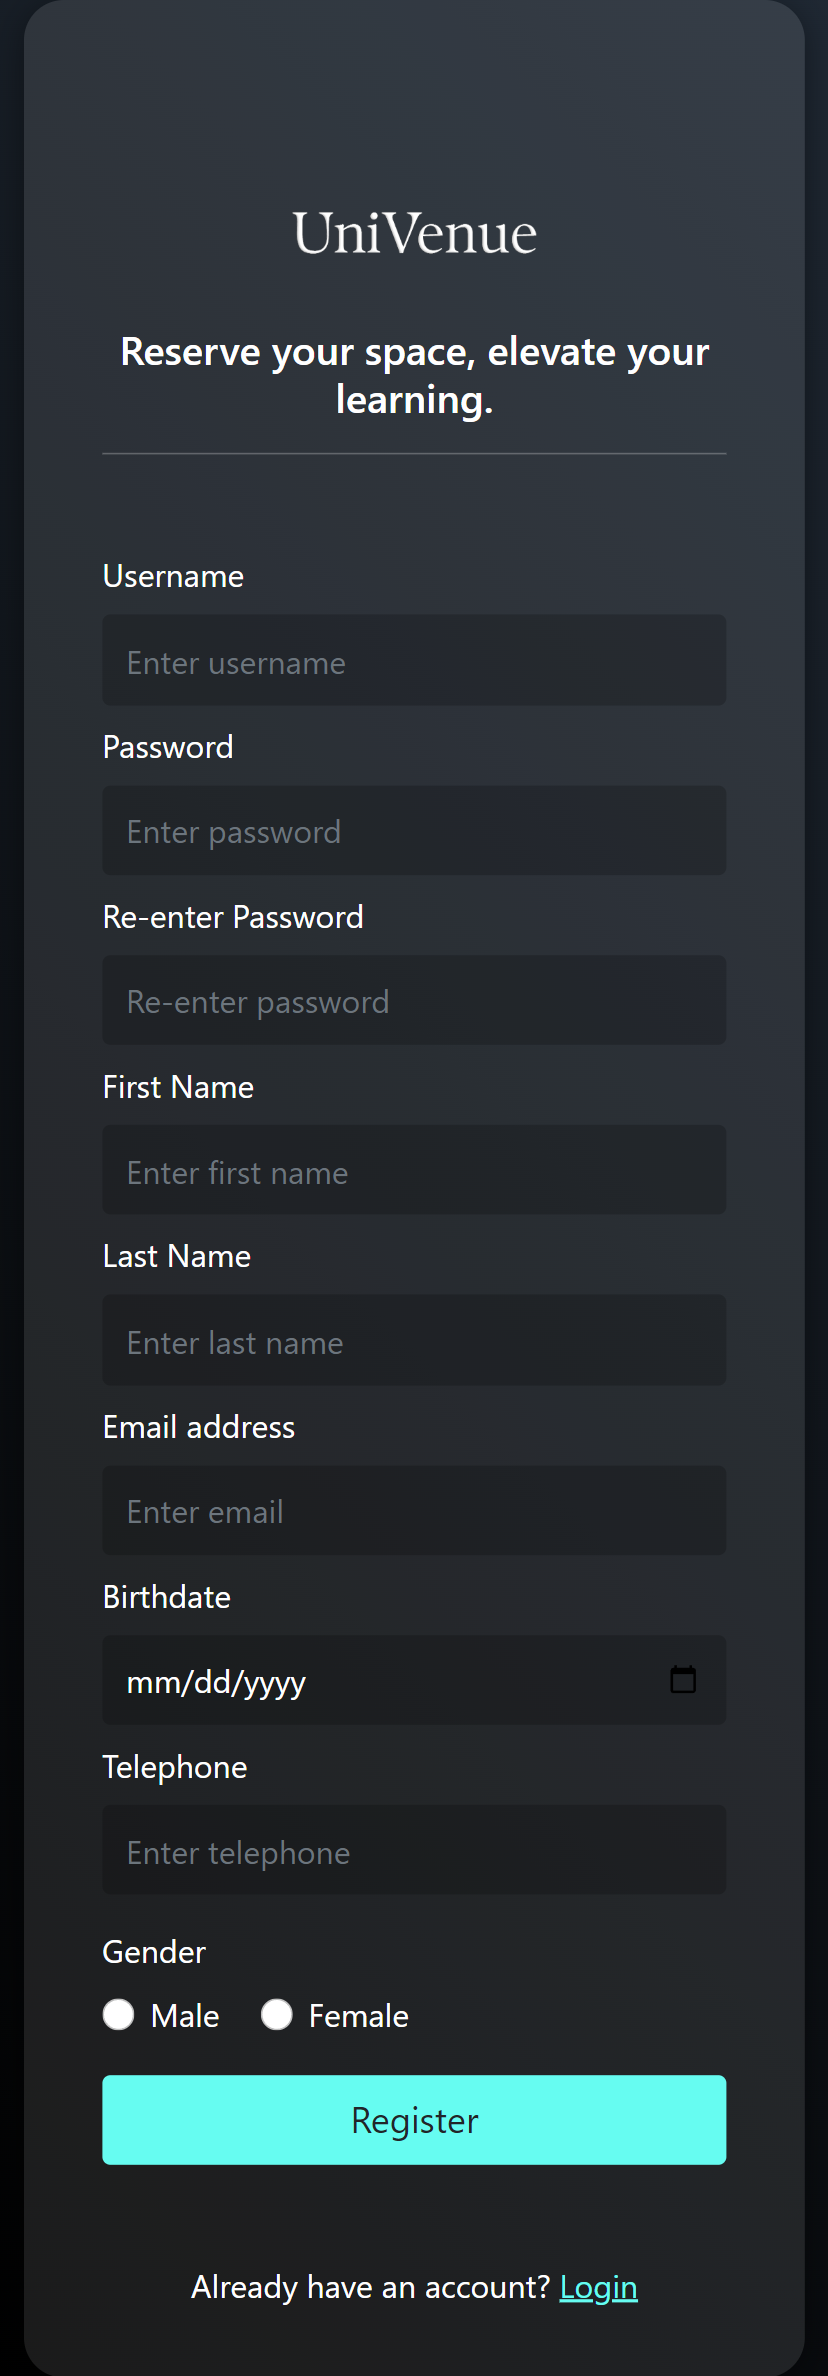 UniVenue
Reserve your space, elevate your
learning.
Username
Enter username
Password
Enter password
Re-enter Password
Re-enter password
First Name
Enter first name
Last Name
Enter last name
Email address
Enter email
Birthdate
mm/dd/yyyy
Telephone
Enter telephone
Gender
Male Female
Register
Already have an account? Login